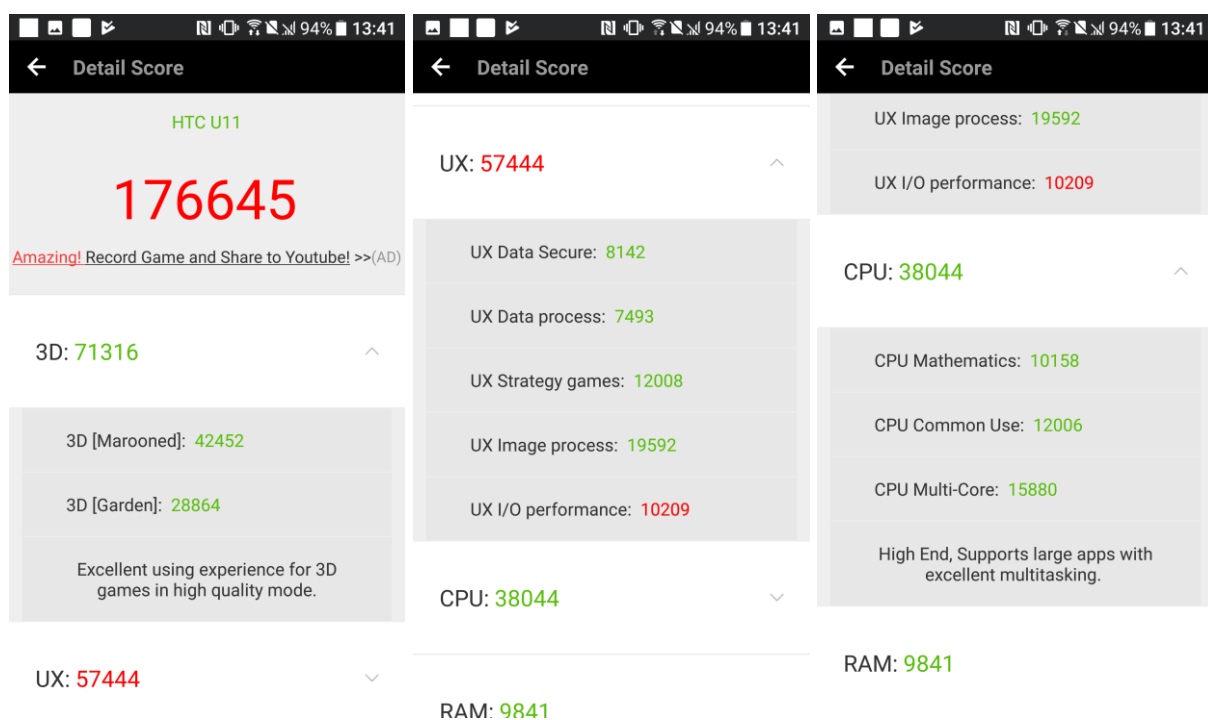 94% 13:41
Detail Score
HTC U11
176645
Amazing! Record Game and Share to Youtube! >>(AD)
3D: 71316
3D [Marooned]: 42452
3D [Garden]: 28864
Excellent using experience for 3D
games in high quality mode.
UX: 57444
94% 13:41
Detail Score
UX: 57444
UX Data Secure: 8142
UX Data process: 7493
UX Strategy games: 12008
UX Image process: 19592
UX I/O performance: 10209
CPU: 38044
RAM: 9841
94% 13:41
Detail Score
UX Image process: 19592
UX I/O performance: 10209
CPU: 38044
CPU Mathematics: 10158
CPU Common Use: 12006
CPU Multi-Core: 15880
High End, Supports large apps with
excellent multitasking.
RAM: 9841